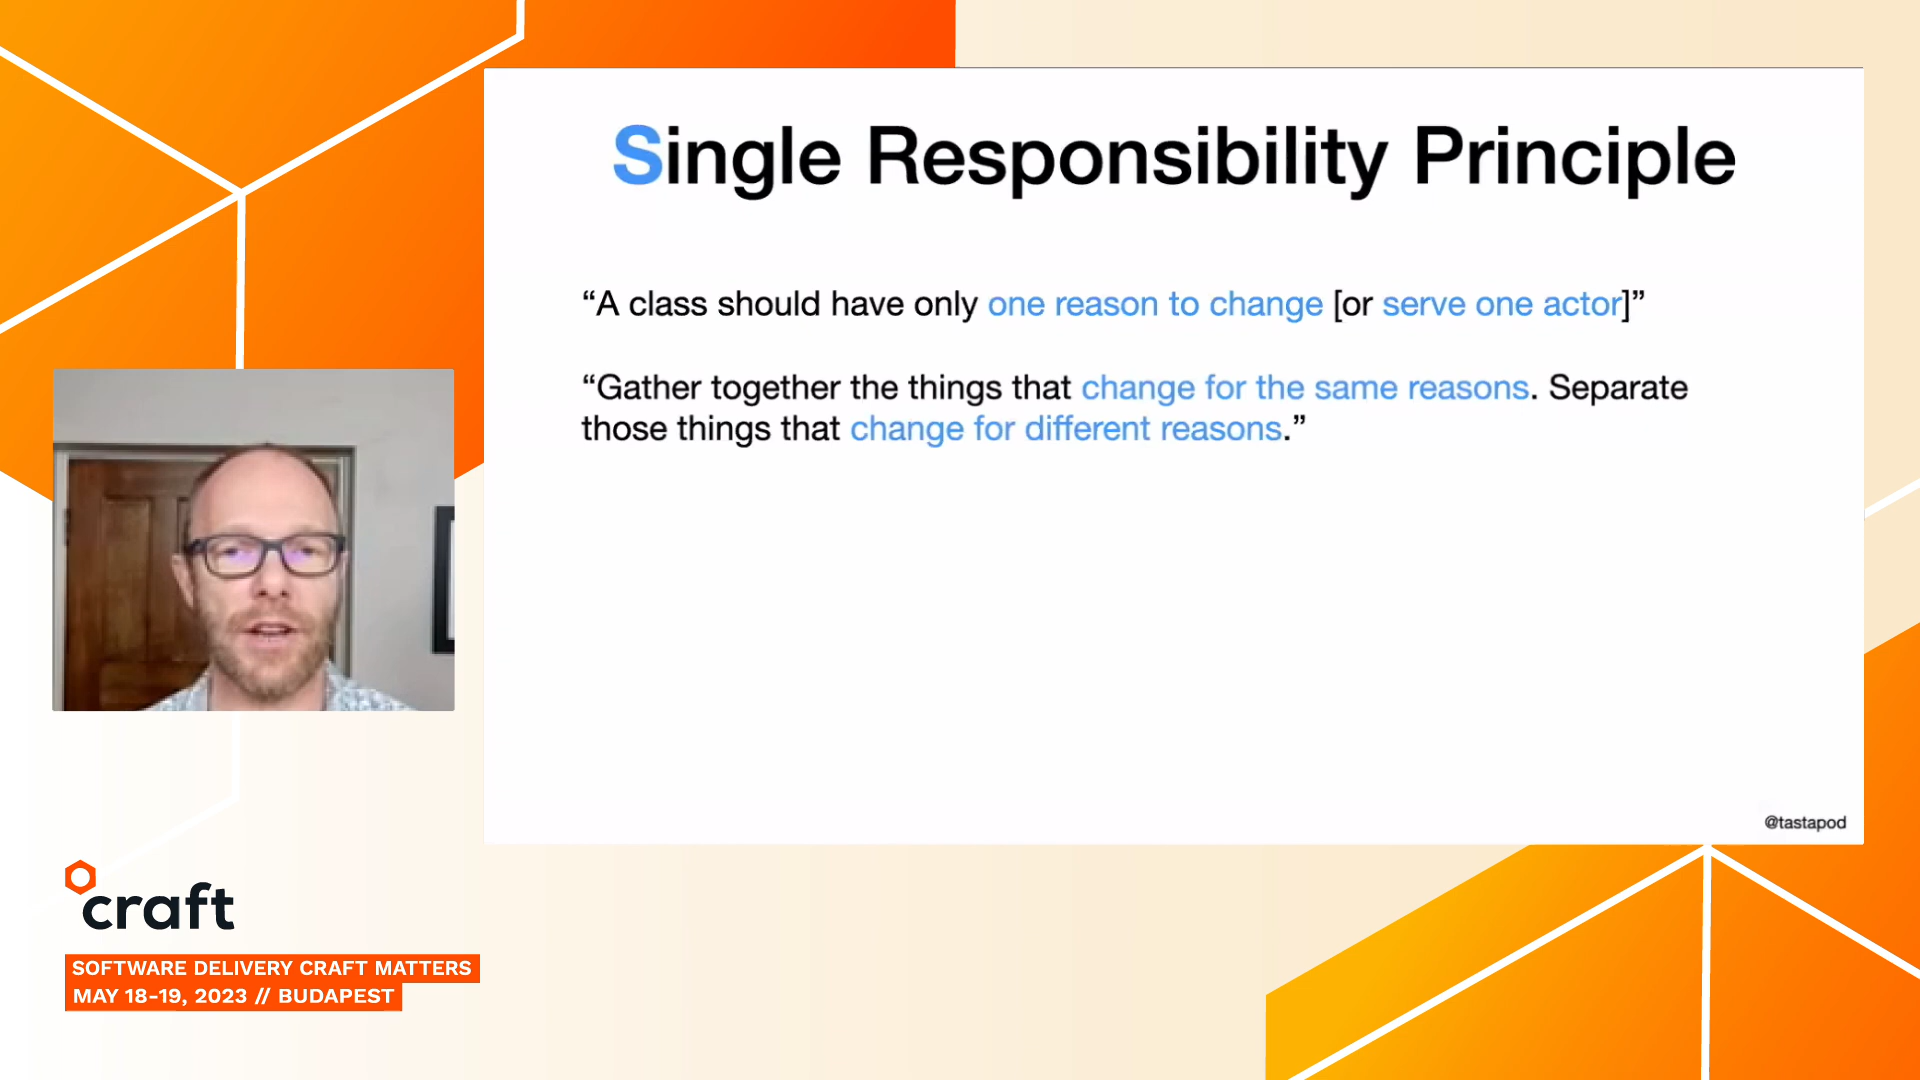 Single Responsibility Principle
“A class should have only one reason to change [or serve one actor]”
“Gather together the things that change for the same reasons. Separate
those things that change for different reasons.”
@tastapod
craft
SOFTWARE DELIVERY CRAFT MATTERS
MAY 18-19, 2023 // BUDAPEST